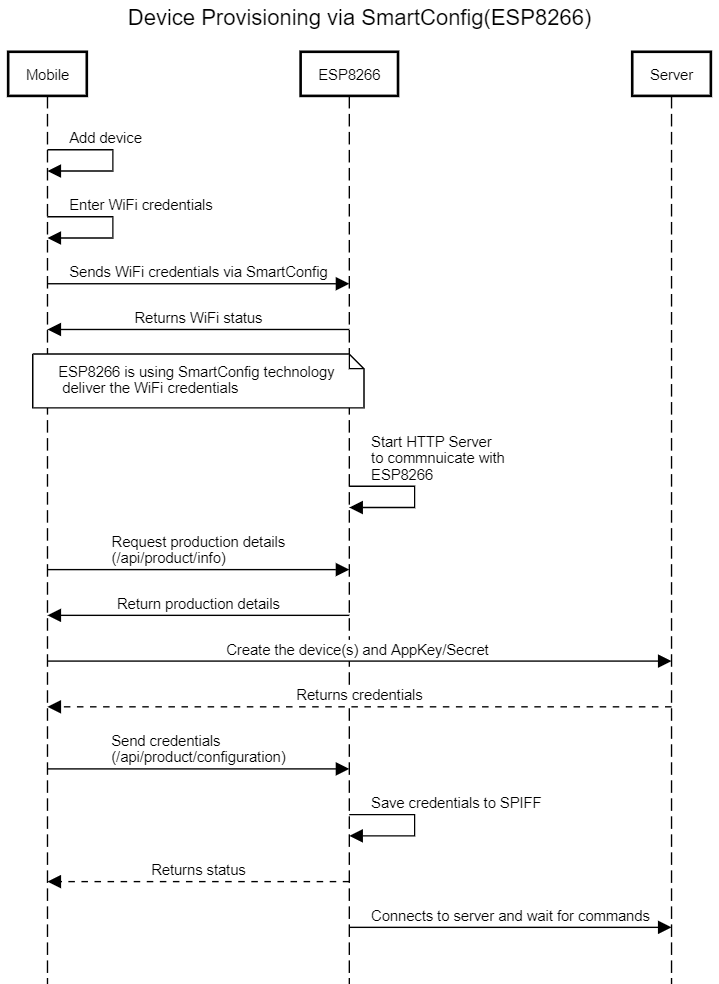 Device Provisioning via SmartConfig(ESP8266)
Mobile
ESP8266
Server
Add device
Enter WiFi credentials
Sends WiFi credentials via SmartConfig
Returns WiFi status
ESP8266 is using SmartConfig technology
deliver the WiFi credentials
Start HTTP Server
to commnuicate with
ESP8266
Request production details
(/api/product/info)
Return production details
Create the device(s) and AppKey/Secret
Returns credentials
Send credentials
(/api/product/configuration)
Save credentials to SPIFF
Returns status
Connects to server and wait for commands